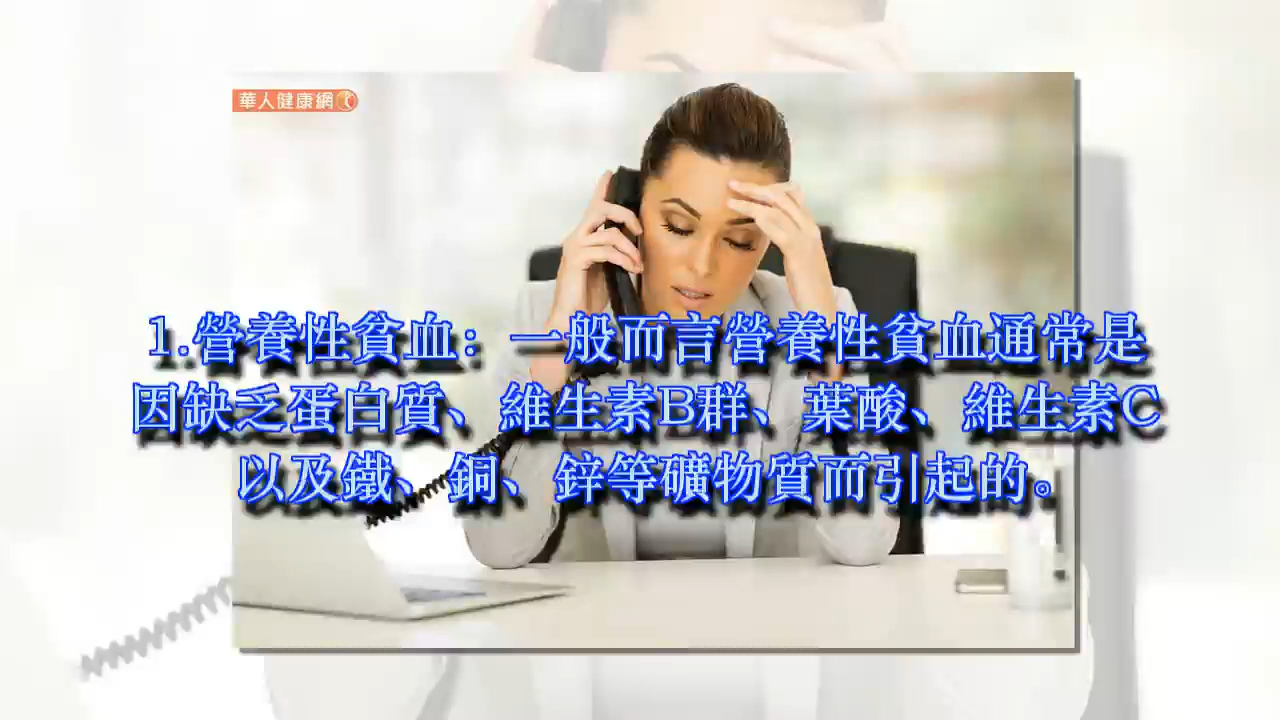 華人健康網
1.營養性貧血：一般而言營養性貧血通常是
因缺乏蛋白質、維生素B群、葉酸、維生素C
以及鐵、銅、鋅等礦物質而引起的。